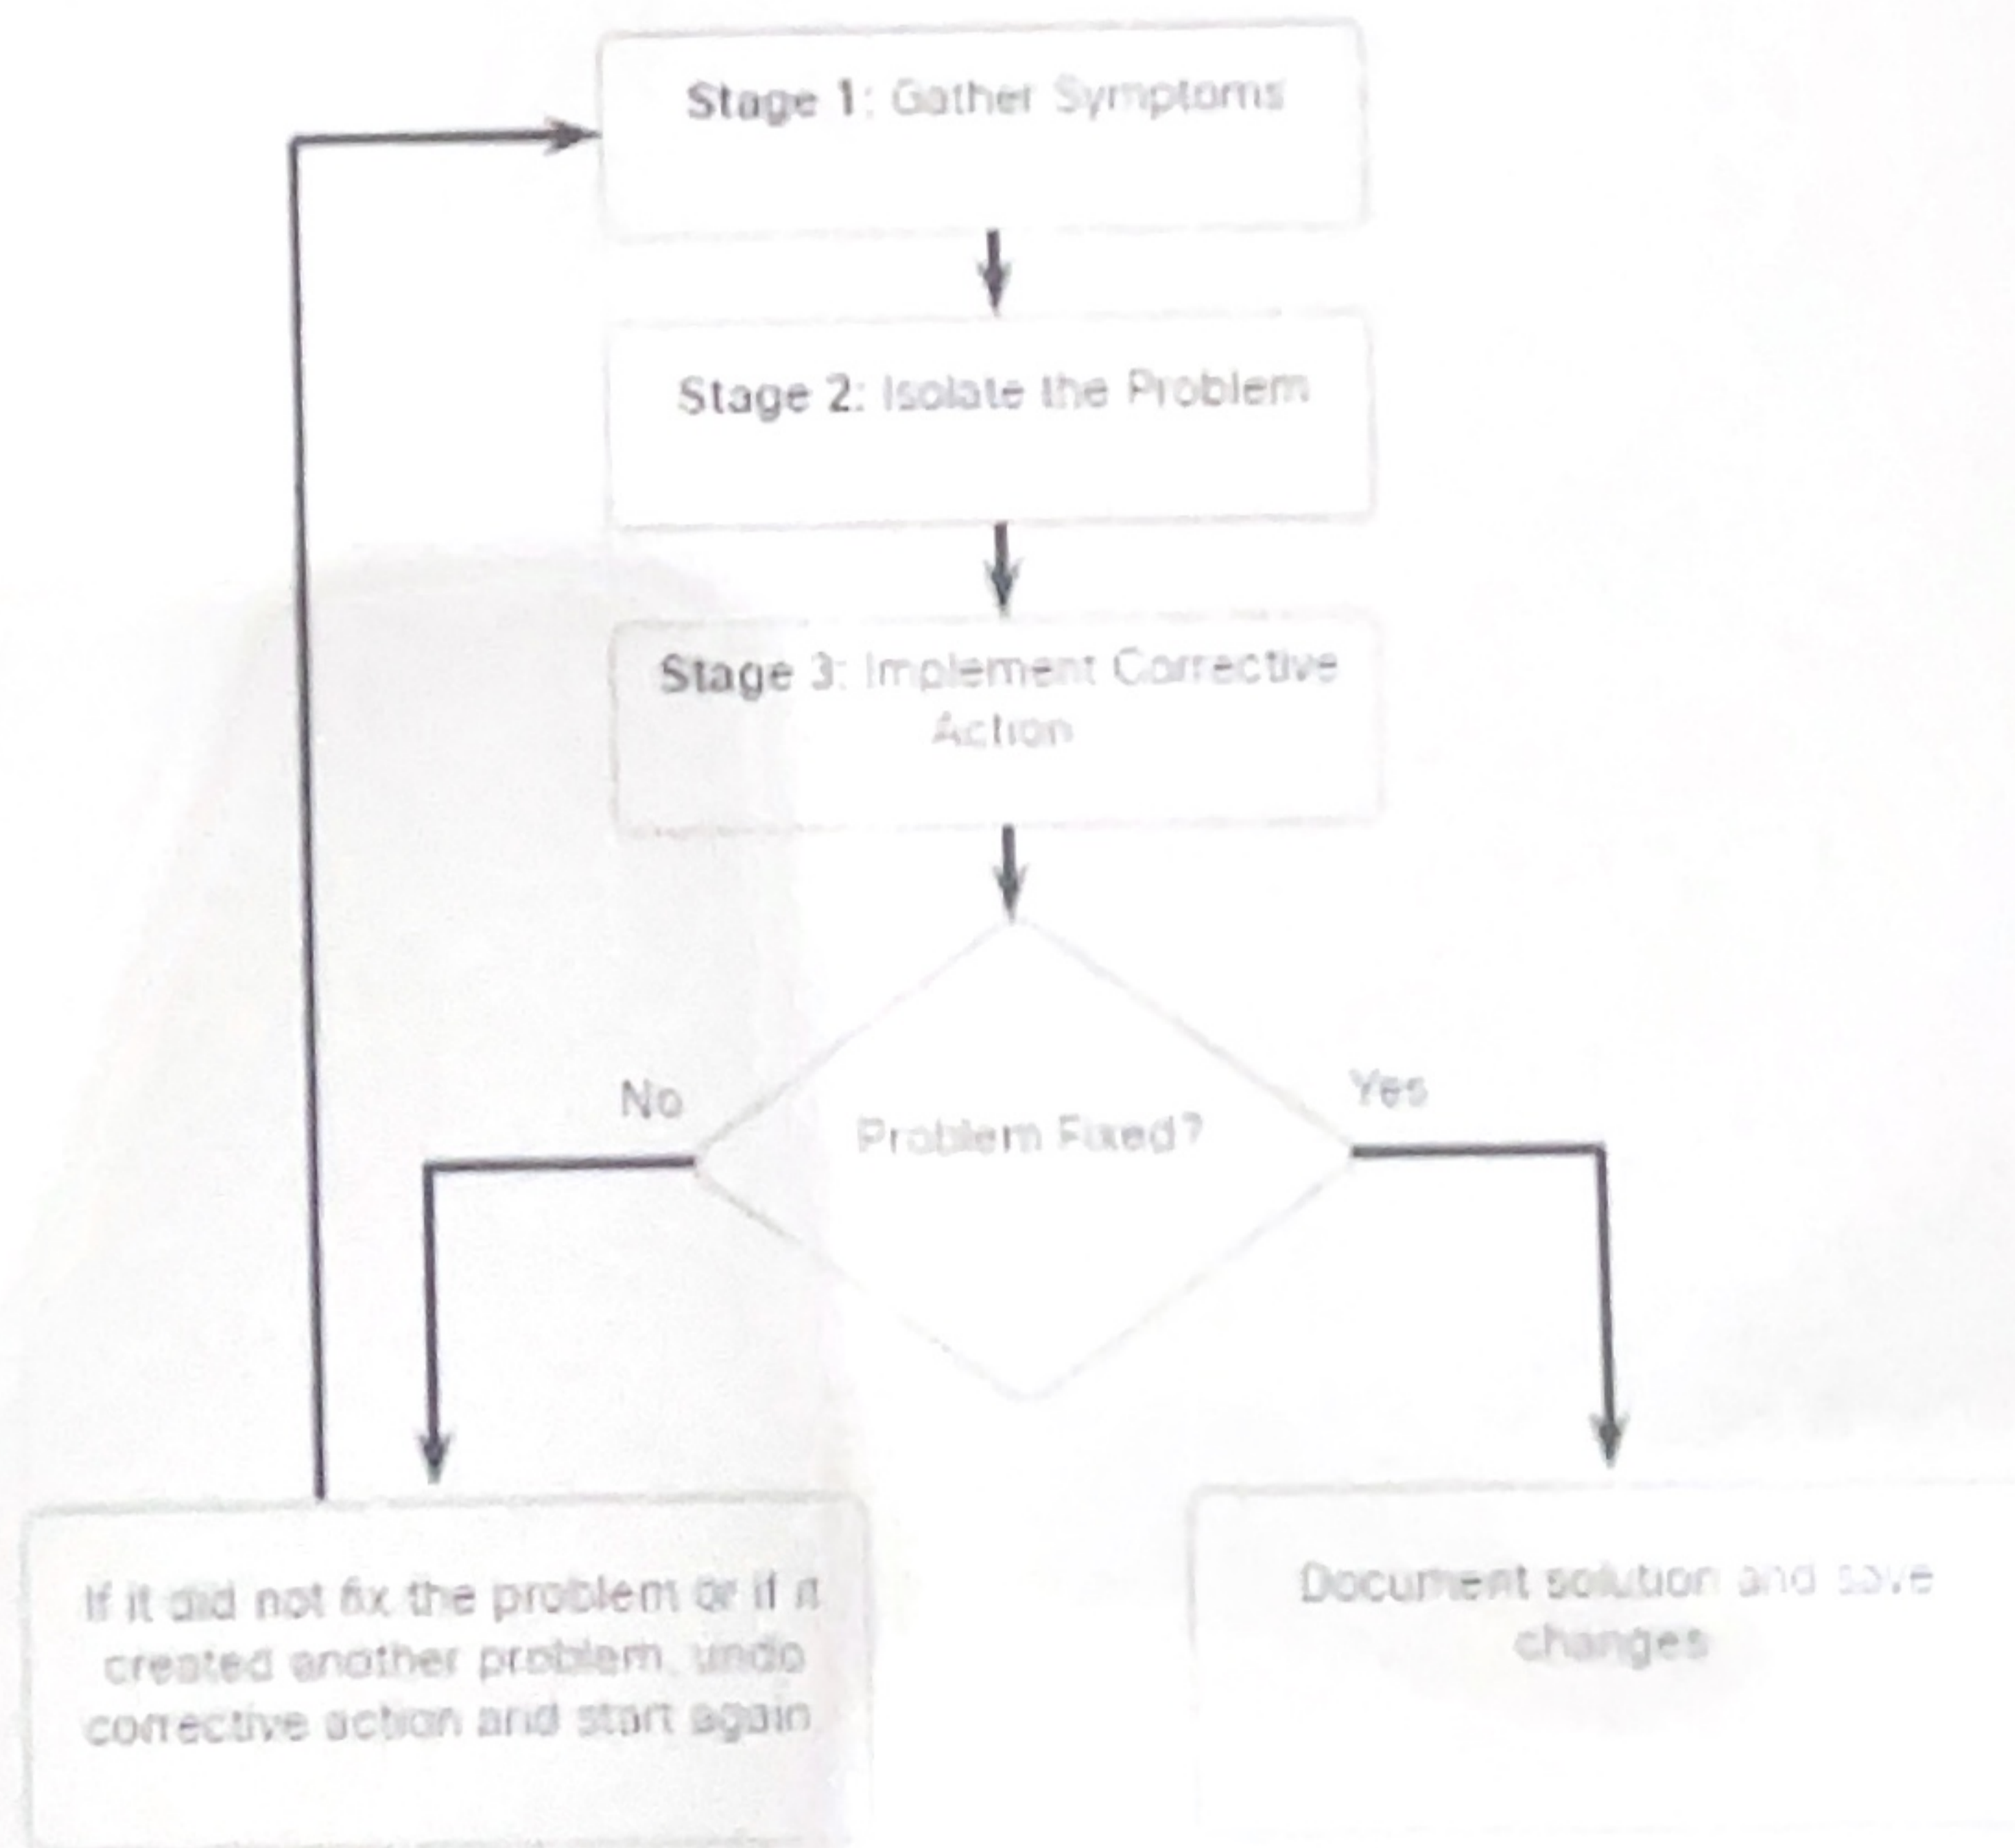 Stage 1: Gather Symptoms
Stage 2: Isolate the Problem
Stage 3: Implement Corrective
Action
No
Yes
Problem Fixed?
If it did not fix the problem or if it
created another problem, undo
corrective action and start again
Document solution and save
changes